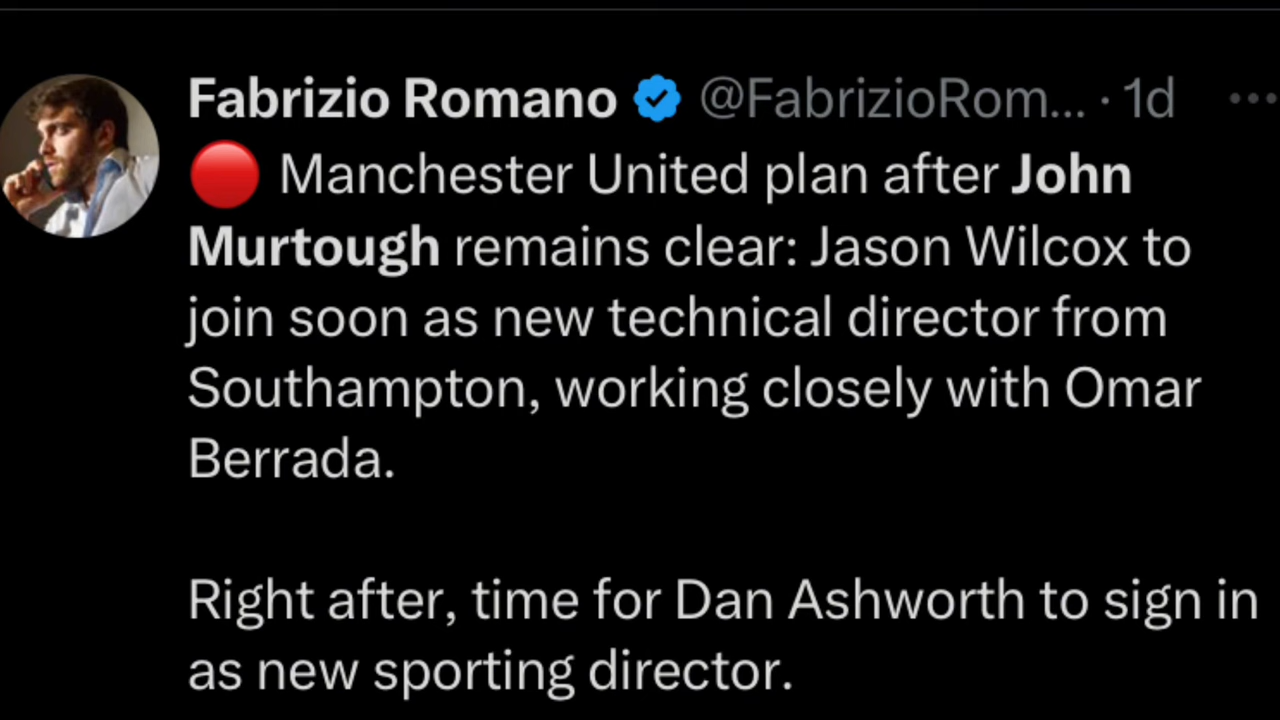 Fabrizio Romano @FabrizioRom... · 1d
🔴 Manchester United plan after John
Murtough remains clear: Jason Wilcox to
join soon as new technical director from
Southampton, working closely with Omar
Berrada.
Right after, time for Dan Ashworth to sign in
as new sporting director.